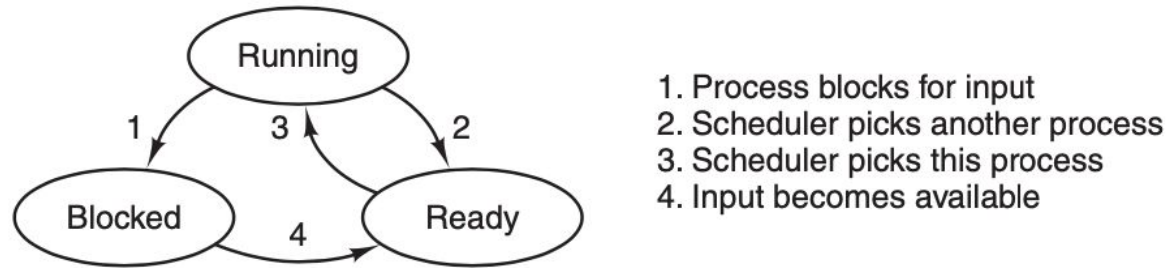 Running
1
3
2
Blocked
4
Ready
1. Process blocks for input
2. Scheduler picks another process
3. Scheduler picks this process
4. Input becomes available